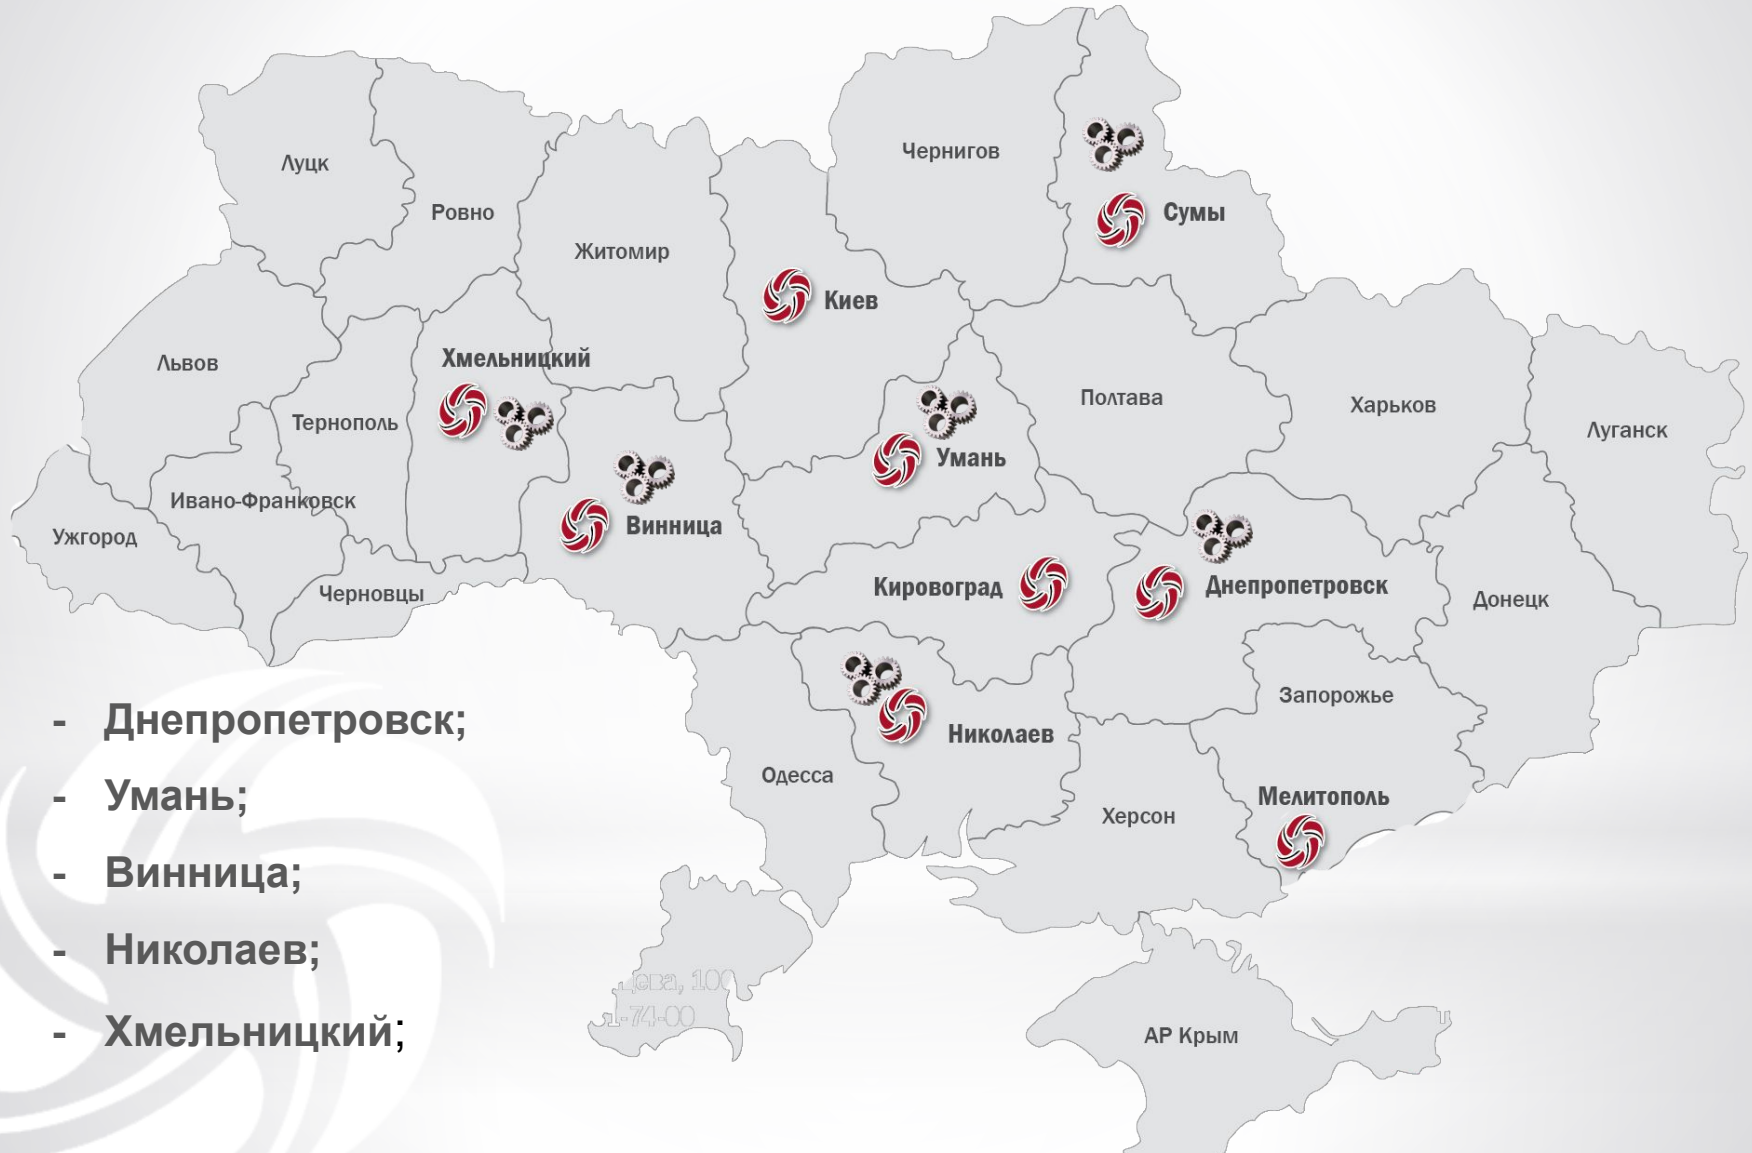 Луцк
Ровно
Житомир
Чернигов
Сумы
Киев
Львов
Тернополь
Хмельницкий
Полтава
Харьков
Луганск
Умань
Ивано-Франковск
Ужгород
Винница
Черновцы
Кировоград
Днепропетровск
Донецк
Запорожье
Николаев
Одесса
Мелитополь
Херсон
АР Крым
- Днепропетровск;
- Умань;
- Винница;
- Николаев;
- Хмельницкий;